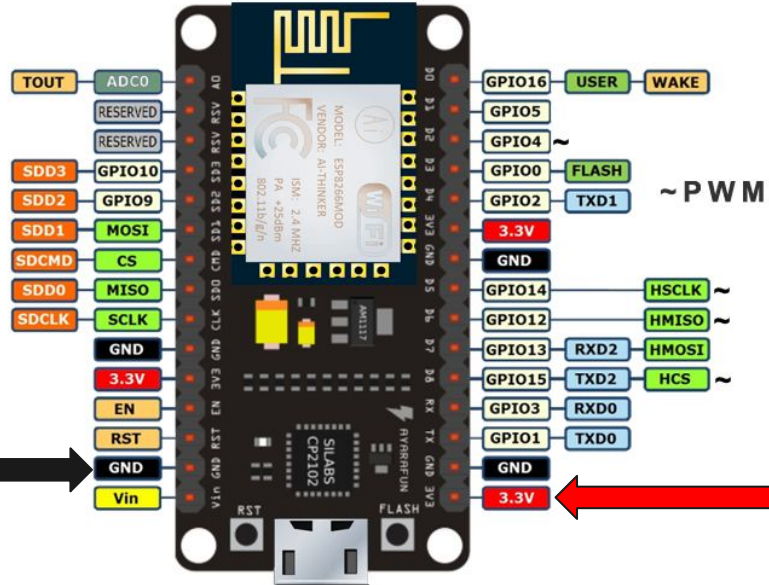 TOUT ADC0 A0
RESERVED RSV
RESERVED RSV
SDD3 GPIO10 SD3
SDD2 GPIO9 SD2
SDD1 MOSI SD1
SDCMD CS CMD
SDD0 MISO SD0
SDCLK SCLK CLK
GND GND
3.3V 3V3
EN EN
RST RST
GND GND
Vin Vin
MODEL: ESP8266MOD
VENDOR: AI-THINKER
ISM: 2.4 MHZ
PA +25dBm
802.11b/g/n
Ai
FC
WiFi
AM1117
SILABS
CP2102
AYARAFUN
RST
FLASH
D0 GPIO16 USER WAKE
D1 GPIO5
D2 GPIO4 ~
D3 GPIO0 FLASH
D4 GPIO2 TXD1
3V3 3.3V
GND GND
D5 GPIO14 HSCLK ~
D6 GPIO12 HMISO ~
D7 GPIO13 RXD2 HMOSI
D8 GPIO15 TXD2 HCS ~
RX GPIO3 RXD0
TX GPIO1 TXD0
GND GND
3V3 3.3V
~PWM